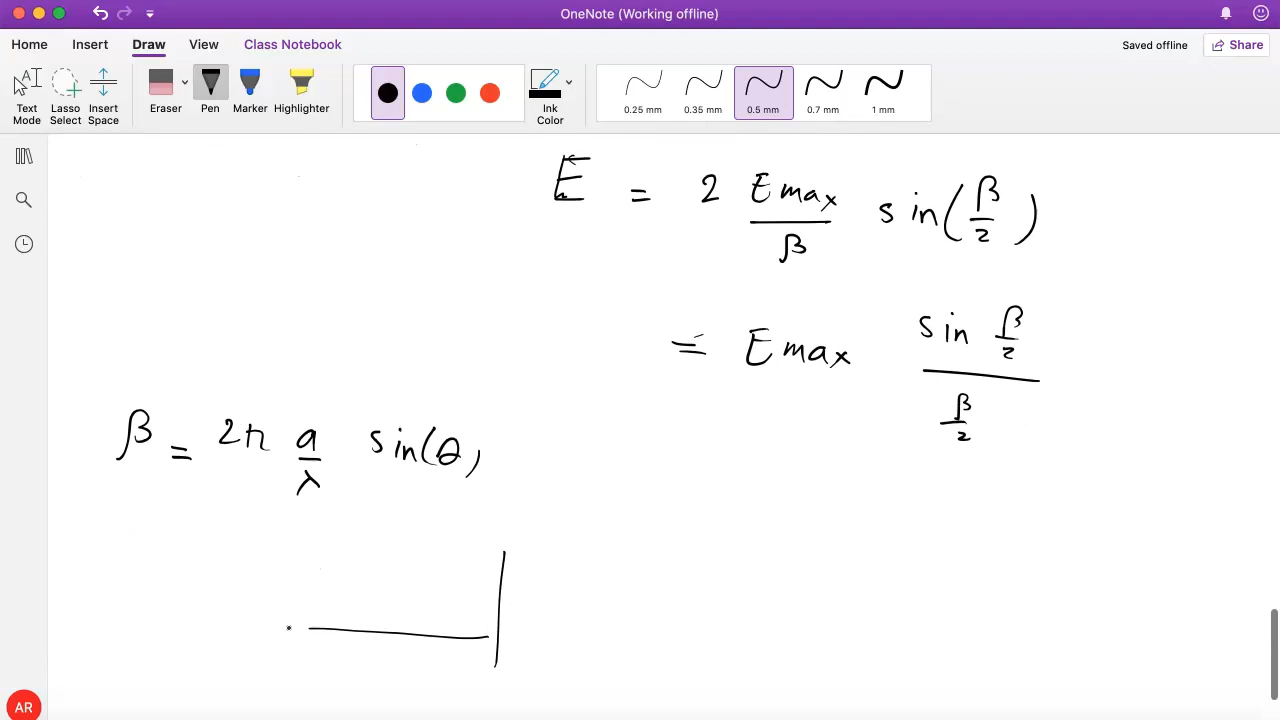 OneNote (Working offline)
Home Insert Draw View Class Notebook Saved offline Share
Text Mode Lasso Select Insert Space Eraser Pen Marker Highlighter Ink Color 0.25 mm 0.35 mm 0.5 mm 0.7 mm 1 mm
E = 2 Emax/β sin(β/2)
= Emax (sin β/2)/(β/2)
β = 2π a/λ sin(θ)
AR